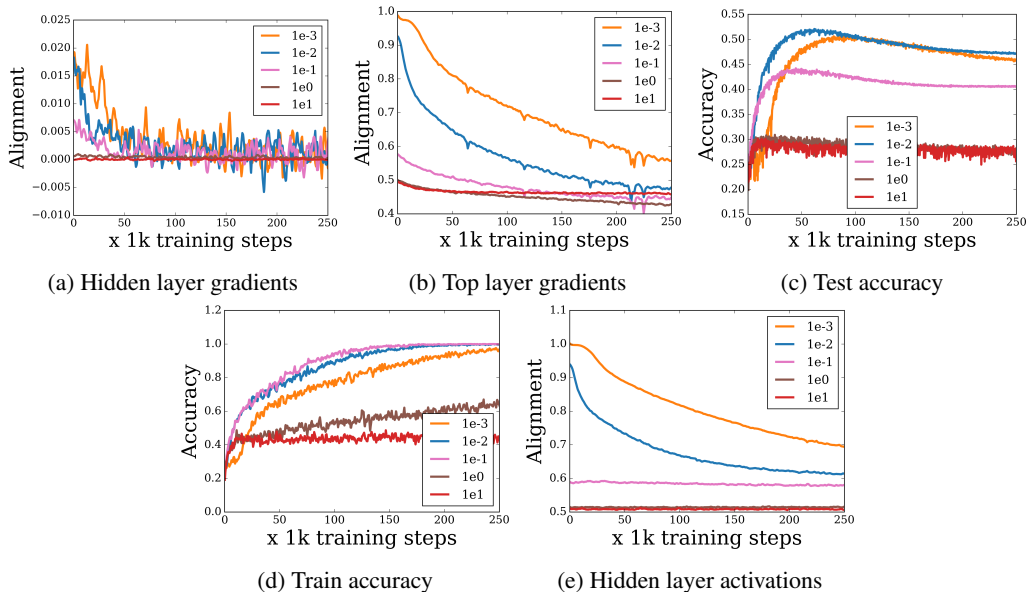 0.025
0.020
0.015
0.010
0.005
0.000
−0.005
−0.010
Alignment
1e-3
1e-2
1e-1
1e0
1e1
0 50 100 150 200 250
x 1k training steps
(a) Hidden layer gradients
1.0
0.9
0.8
0.7
0.6
0.5
0.4
Alignment
1e-3
1e-2
1e-1
1e0
1e1
0 50 100 150 200 250
x 1k training steps
(b) Top layer gradients
0.55
0.50
0.45
0.40
0.35
0.30
0.25
0.20
0.15
Accuracy
1e-3
1e-2
1e-1
1e0
1e1
0 50 100 150 200 250
x 1k training steps
(c) Test accuracy
1.2
1.0
0.8
0.6
0.4
0.2
0.0
Accuracy
1e-3
1e-2
1e-1
1e0
1e1
0 50 100 150 200 250
x 1k training steps
(d) Train accuracy
1.1
1.0
0.9
0.8
0.7
0.6
0.5
Alignment
1e-3
1e-2
1e-1
1e0
1e1
0 50 100 150 200 250
x 1k training steps
(e) Hidden layer activations